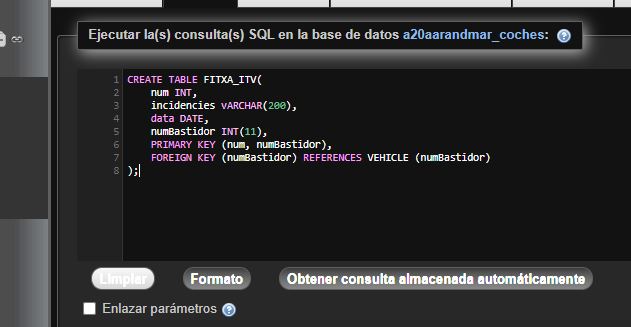 Ejecutar la(s) consulta(s) SQL en la base de datos a20aarandmar_coches:
1 CREATE TABLE FITXA_ITV(
2 num INT,
3 incidencies vARCHAR(200),
4 data DATE,
5 numBastidor INT(11),
6 PRIMARY KEY (num, numBastidor),
7 FOREIGN KEY (numBastidor) REFERENCES VEHICLE (numBastidor)
8 );
Limpiar Formato Obtener consulta almacenada automáticamente
Enlazar parámetros